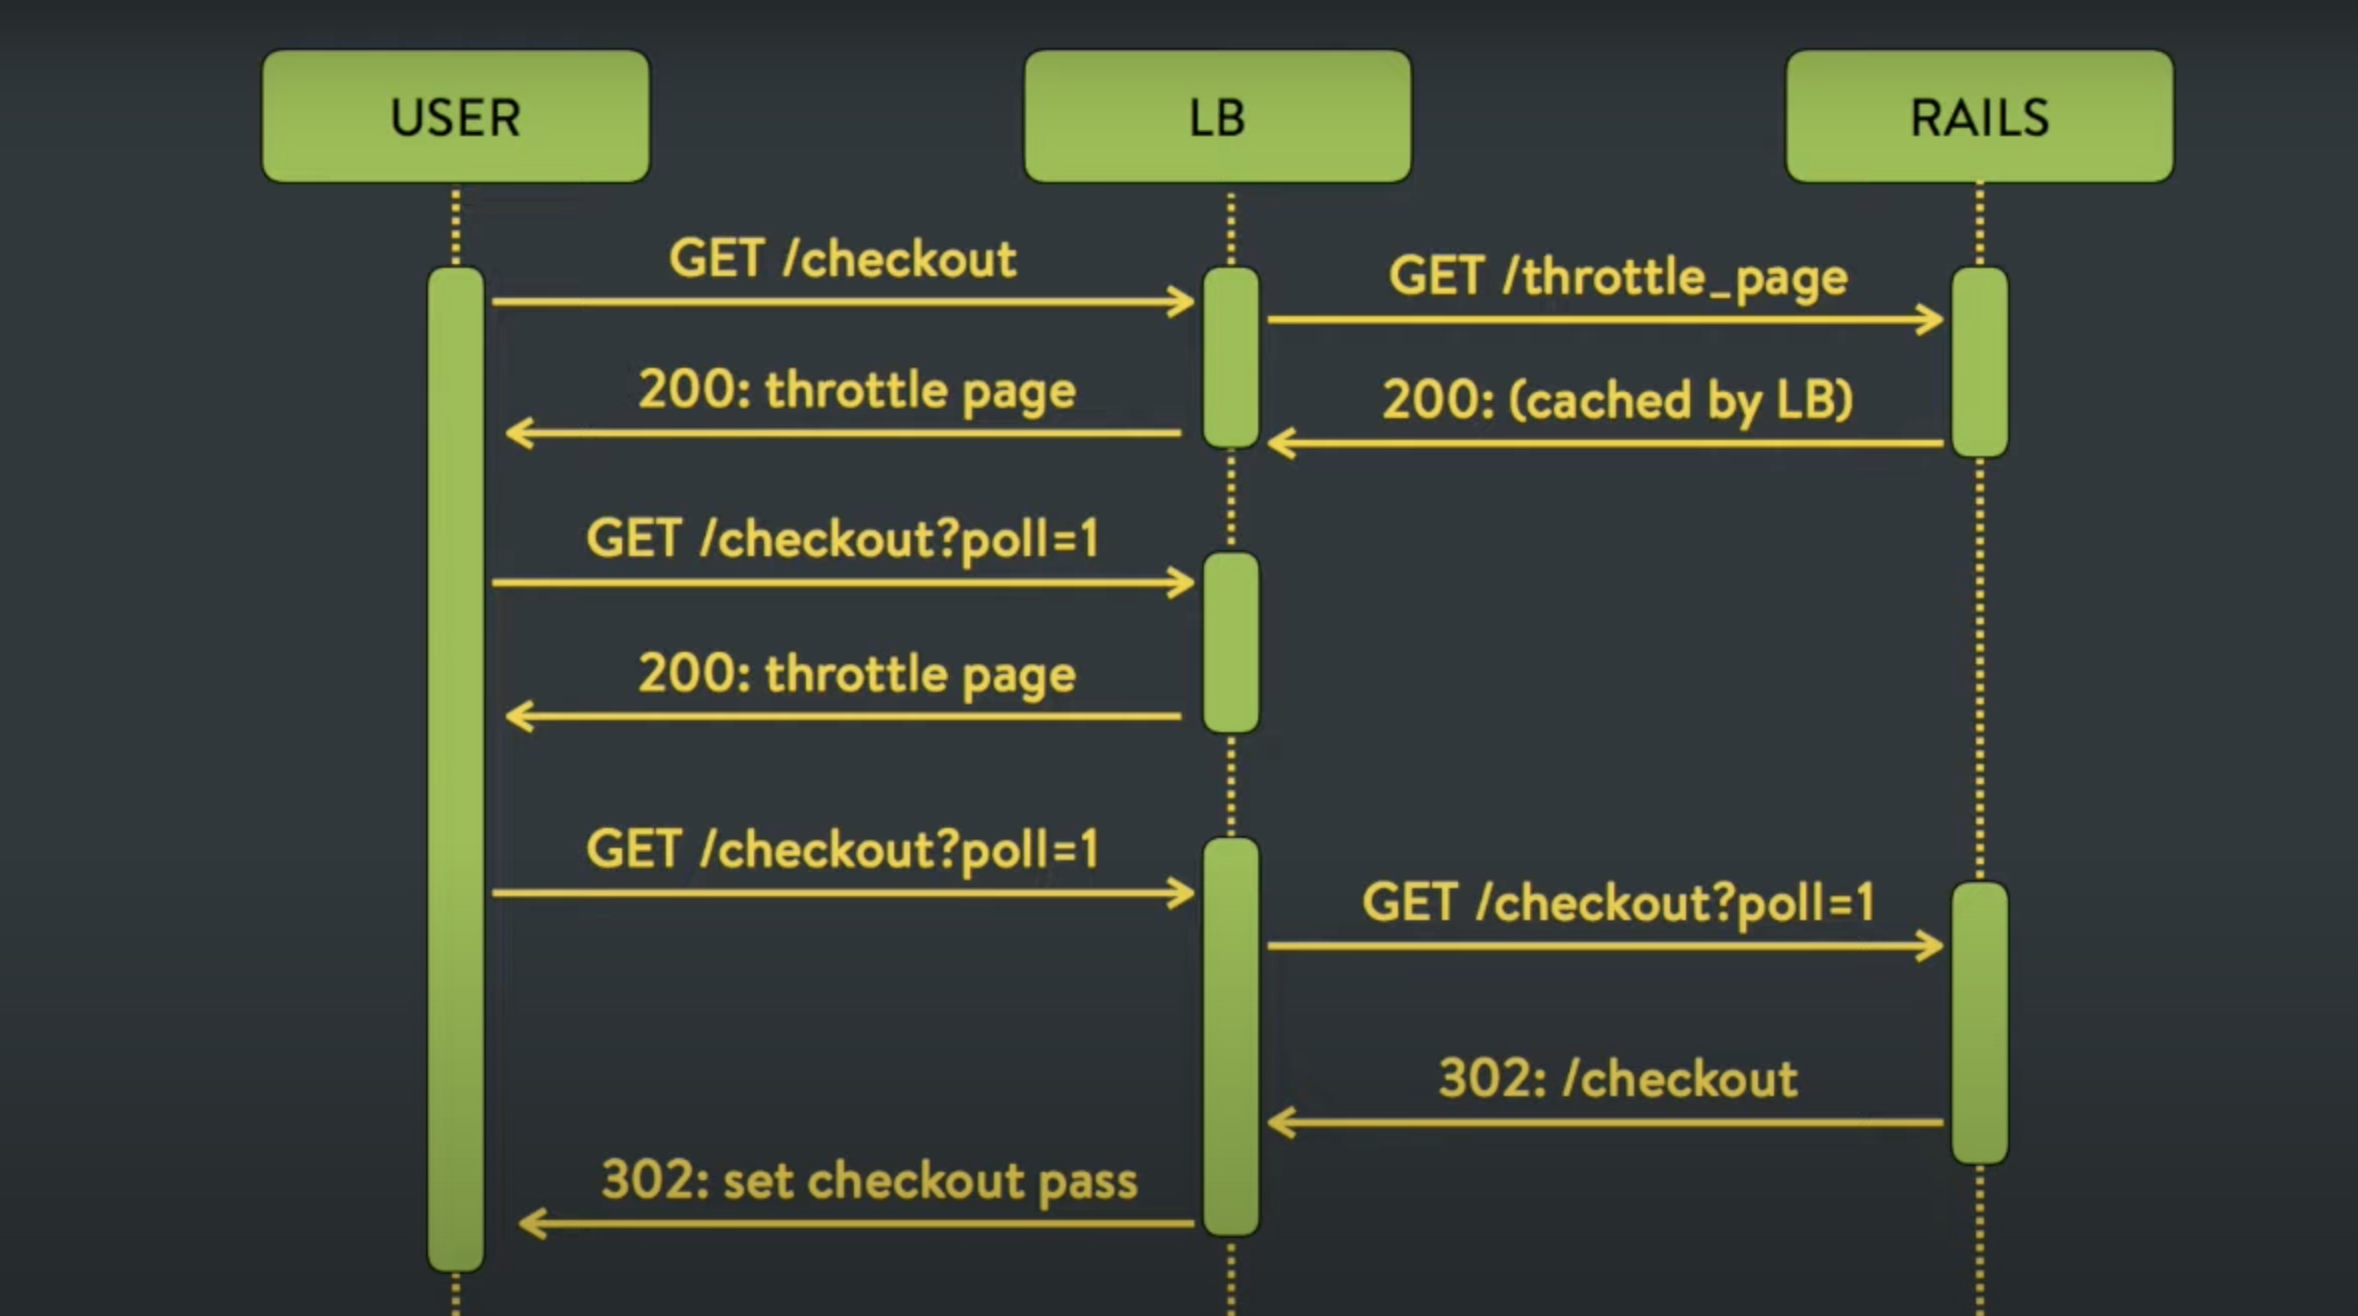 USER
LB
RAILS
GET /checkout
GET /throttle_page
200: throttle page
200: (cached by LB)
GET /checkout?poll=1
200: throttle page
GET /checkout?poll=1
GET /checkout?poll=1
302: /checkout
302: set checkout pass